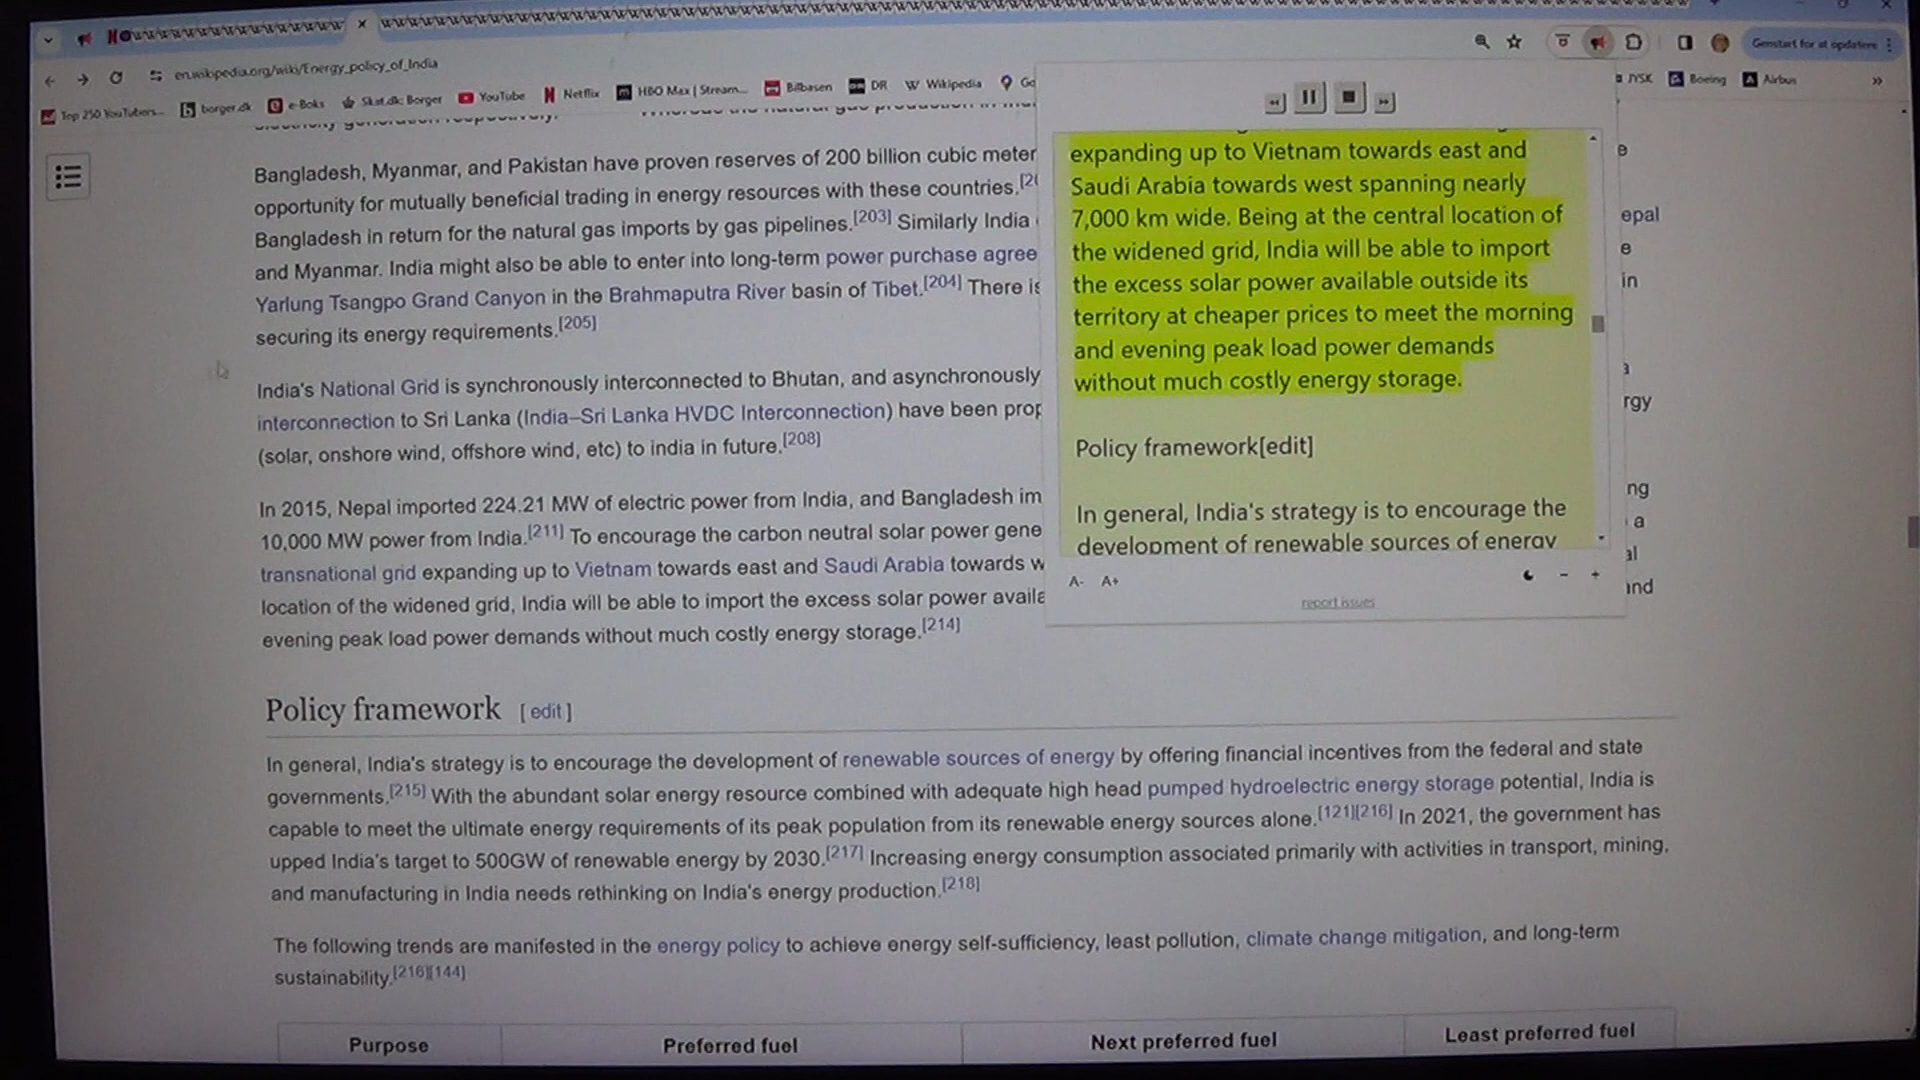 en.wikipedia.org/wiki/Energy_policy_of_India
Genstart for at opdatere
Top 250 YouTubers...
borger.dk
e-Boks
Skat.dk: Borger
YouTube
Netflix
HBO Max | Stream...
Bilbasen
DR
Wikipedia
JYSK
Boeing
Airbus
Bangladesh, Myanmar, and Pakistan have proven reserves of 200 billion cubic meter
opportunity for mutually beneficial trading in energy resources with these countries.
Bangladesh in return for the natural gas imports by gas pipelines.[203] Similarly India
and Myanmar. India might also be able to enter into long-term power purchase agree
Yarlung Tsangpo Grand Canyon in the Brahmaputra River basin of Tibet.[204] There is
securing its energy requirements.[205]
India's National Grid is synchronously interconnected to Bhutan, and asynchronously
interconnection to Sri Lanka (India–Sri Lanka HVDC Interconnection) have been prop
(solar, onshore wind, offshore wind, etc) to india in future.[208]
In 2015, Nepal imported 224.21 MW of electric power from India, and Bangladesh im
10,000 MW power from India.[211] To encourage the carbon neutral solar power gene
transnational grid expanding up to Vietnam towards east and Saudi Arabia towards w
location of the widened grid, India will be able to import the excess solar power availa
evening peak load power demands without much costly energy storage.[214]
expanding up to Vietnam towards east and
Saudi Arabia towards west spanning nearly
7,000 km wide. Being at the central location of
the widened grid, India will be able to import
the excess solar power available outside its
territory at cheaper prices to meet the morning
and evening peak load power demands
without much costly energy storage.
Policy framework[edit]
In general, India's strategy is to encourage the
development of renewable sources of energy
A- A+
report issues
e
epal
e
in
a
rgy
ng
a
al
and
Policy framework [ edit ]
In general, India's strategy is to encourage the development of renewable sources of energy by offering financial incentives from the federal and state
governments.[215] With the abundant solar energy resource combined with adequate high head pumped hydroelectric energy storage potential, India is
capable to meet the ultimate energy requirements of its peak population from its renewable energy sources alone.[121][216] In 2021, the government has
upped India's target to 500GW of renewable energy by 2030.[217] Increasing energy consumption associated primarily with activities in transport, mining,
and manufacturing in India needs rethinking on India's energy production.[218]
The following trends are manifested in the energy policy to achieve energy self-sufficiency, least pollution, climate change mitigation, and long-term
sustainability.[216][144]
Purpose
Preferred fuel
Next preferred fuel
Least preferred fuel